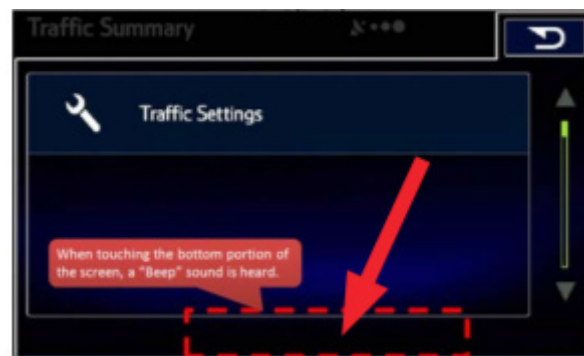 Traffic Summary
Traffic Settings
When touching the bottom portion of
the screen, a "Beep" sound is heard.